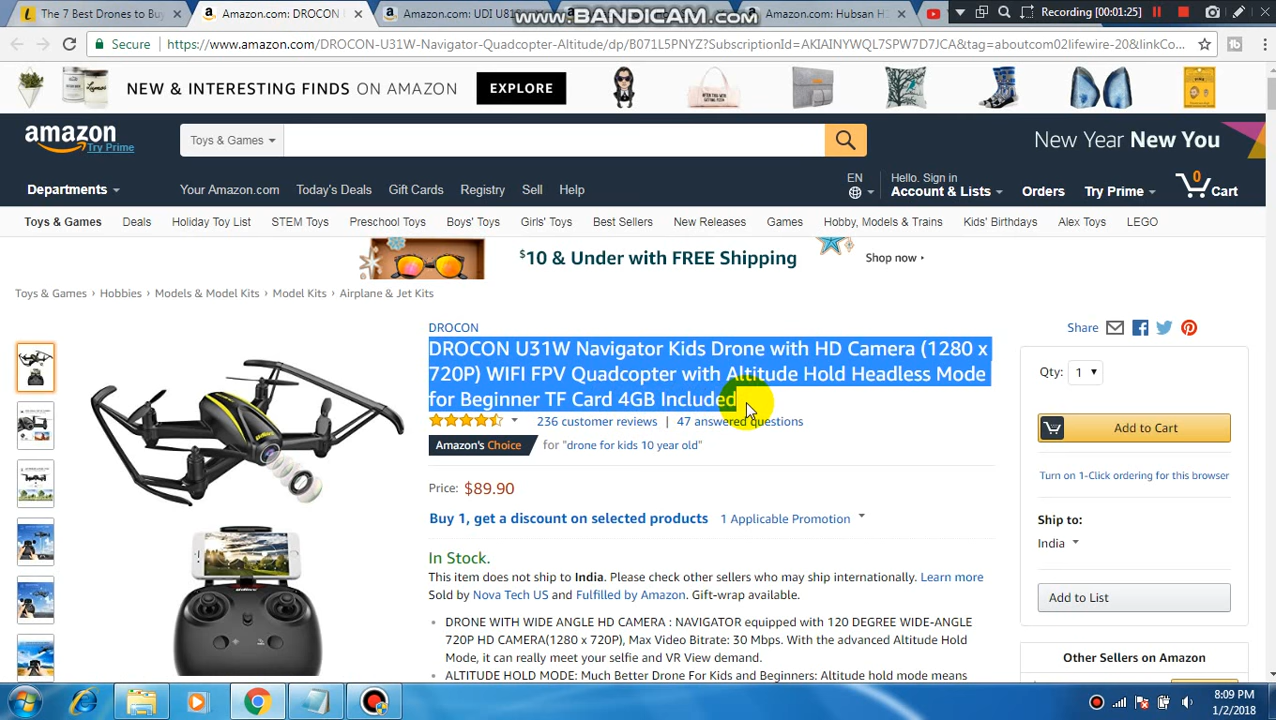 The 7 Best Drones to Buy
Amazon.com: DROCON
Amazon.com: UDI U8
Amazon.com: Hubsan H
WWW.BANDICAM.COM
Recording [00:01:25]
Secure
https://www.amazon.com/DROCON-U31W-Navigator-Quadcopter-Altitude/dp/B071L5PNYZ?SubscriptionId=AKIAINYWQL7SPW7D7JCA&tag=aboutcom02lifewire-20&linkCo...
NEW & INTERESTING FINDS ON AMAZON
EXPLORE
amazon
Try Prime
Toys & Games
New Year New You
Departments
Your Amazon.com Today's Deals Gift Cards Registry Sell Help
EN
Hello. Sign in
Account & Lists
Orders
Try Prime
0
Cart
Toys & Games Deals Holiday Toy List STEM Toys Preschool Toys Boys' Toys Girls' Toys Best Sellers New Releases Games Hobby, Models & Trains Kids' Birthdays Alex Toys LEGO
$10 & Under with FREE Shipping
Shop now ›
Toys & Games › Hobbies › Models & Model Kits › Model Kits › Airplane & Jet Kits
DROCON
DROCON U31W Navigator Kids Drone with HD Camera (1280 x
720P) WIFI FPV Quadcopter with Altitude Hold Headless Mode
for Beginner TF Card 4GB Included
236 customer reviews | 47 answered questions
Amazon's Choice for "drone for kids 10 year old"
Price: $89.90
Buy 1, get a discount on selected products 1 Applicable Promotion
In Stock.
This item does not ship to India. Please check other sellers who may ship internationally. Learn more
Sold by Nova Tech US and Fulfilled by Amazon. Gift-wrap available.
• DRONE WITH WIDE ANGLE HD CAMERA : NAVIGATOR equipped with 120 DEGREE WIDE-ANGLE
720P HD CAMERA(1280 x 720P), Max Video Bitrate: 30 Mbps. With the advanced Altitude Hold
Mode, it can really meet your selfie and VR View demand.
• ALTITUDE HOLD MODE: Much Better Drone For Kids and Beginners: Altitude hold mode means
Share
Qty: 1
Add to Cart
Turn on 1-Click ordering for this browser
Ship to:
India
Add to List
Other Sellers on Amazon
8:09 PM
1/2/2018